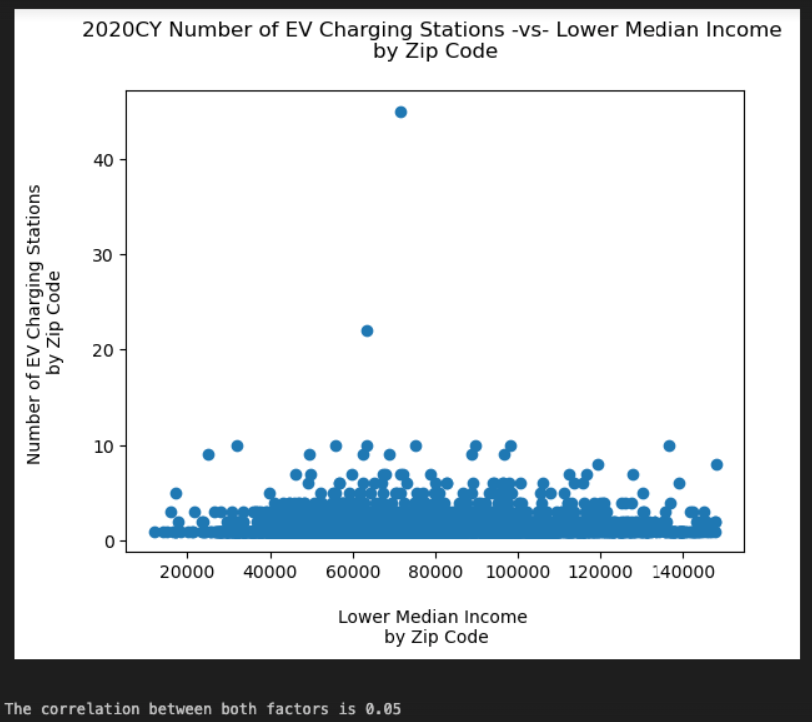 2020CY Number of EV Charging Stations -vs- Lower Median Income
by Zip Code
Number of EV Charging Stations
by Zip Code
40
30
20
10
0
20000 40000 60000 80000 100000 120000 140000
Lower Median Income
by Zip Code
The correlation between both factors is 0.05